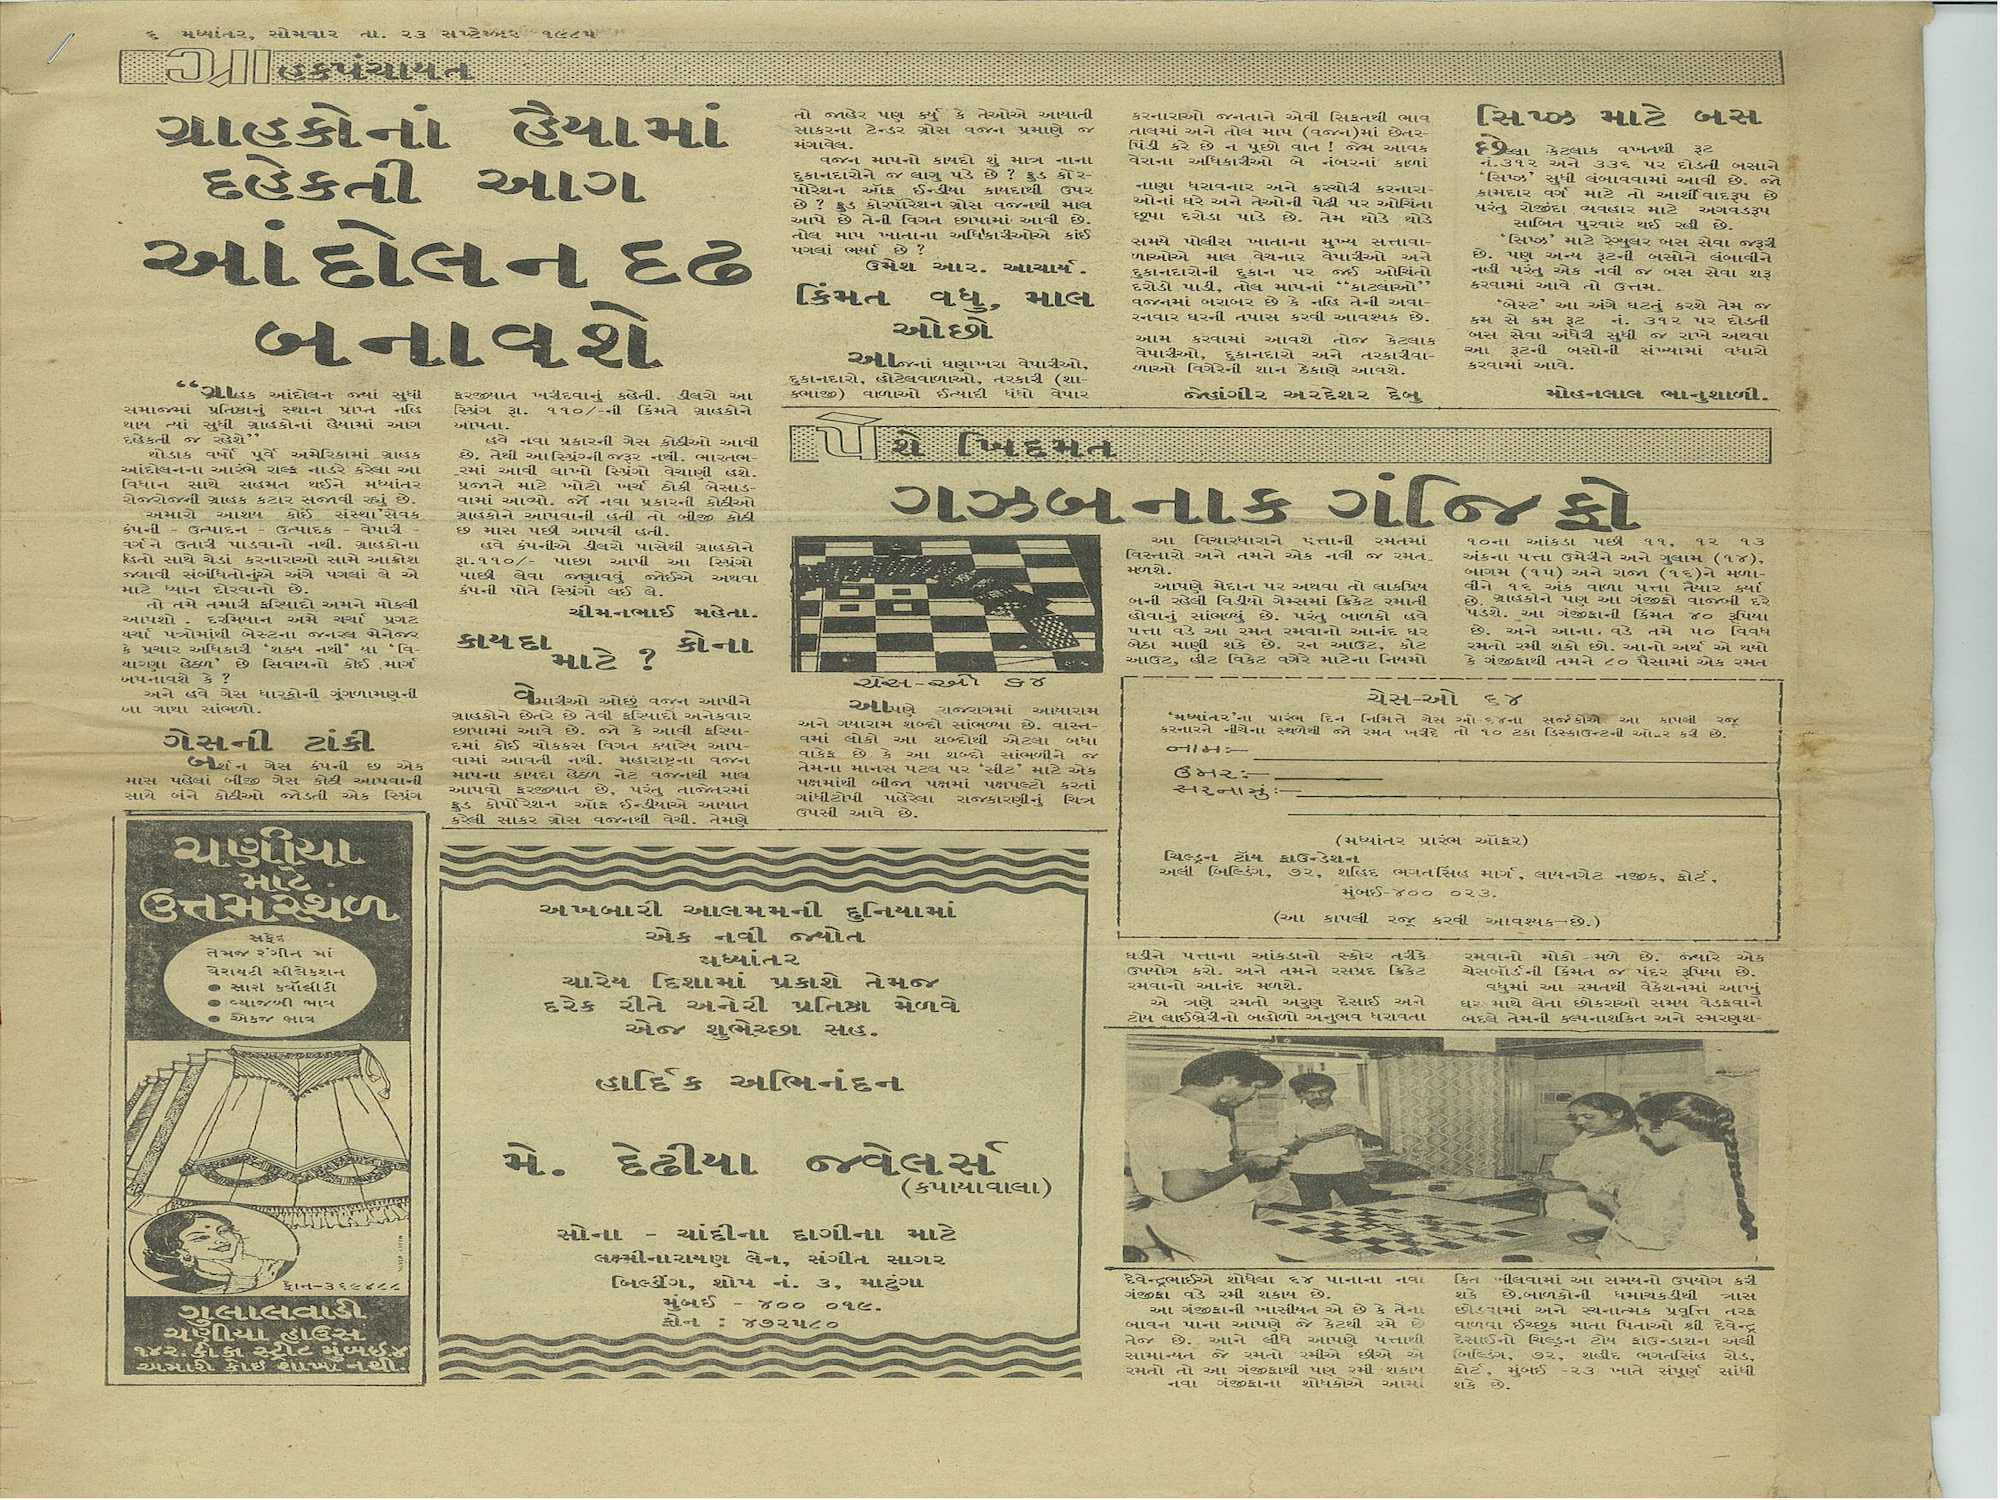 ૬ મધ્યાંતર, સોમવાર તા. ૨૩ સપ્ટેમ્બર ૧૯૮૫
ગ્રાહકપંચાયત
ગ્રાહકોનાં હૈયામાં
દહેકતી આગ
આંદોલન દઢ
બનાવશે
“ગ્રાહક આંદોલન જ્યાં સુધી
સમાજમાં પ્રતિષ્ઠાનું સ્થાન પ્રાપ્ત નહિ
થાય ત્યાં સુધી ગ્રાહકોનાં હૈયામાં આગ
દહેકતી જ રહેશે”
થોડાક વર્ષો પૂર્વે અમેરિકામાં ગ્રાહક
આંદોલનના આરંભે રાલ્ફ નાડરે કરેલા આ
વિધાન સાથે સહમત થઈને મધ્યાંતર
રોજરોજની ગ્રાહક કટાર સજાવી રહ્યું છે.
અમારો આશય કોઈ સંસ્થા સેવક
કંપની - ઉત્પાદન - ઉત્પાદક - વેપારી -
વર્ગને ઉતારી પાડવાનો નથી. ગ્રાહકોના
હિતો સાથે ચેડાં કરનારાઓ સામે આક્રોશ
જગાવી સંબંધિતોનુંએ અંગે પગલાં લે એ
માટે ધ્યાન દોરવાનો છે.
તો તમે તમારી ફરિયાદો અમને મોકલી
આપશો. દરમિયાન અમે ચર્ચા પ્રગટ
ચર્ચા પત્રોમાંથી બેસ્ટના જનરલ મેનેજર
કે પ્રચાર અધિકારી ‘શક્ય નથી’ યા ‘વિ-
ચારણા હેઠળ’ છે સિવાયનો કોઈ માર્ગ
અપનાવશે કે ?
અને હવે ગેસ ધારકોની ગૂંગળામણની
આ ગાથા સાંભળો.
ગેસની ટાંકી
બર્શન ગેસ કંપની છ એક
માસ પહેલાં બીજી ગેસ કોઠી આપવાની
સાથે બંને કોઠીઓ જોડતી એક સ્પ્રિંગ
ફરજીયાત ખરીદવાનું કહેતી. ડીલરો આ
સ્પ્રિંગ રૂા. ૧૧૦/-ની કિંમતે ગ્રાહકોને
આપતા.
હવે નવા પ્રકારની ગેસ કોઠીઓ આવી
છે. તેથી આ સ્પ્રિંગની જરૂર નથી. ભારતભ-
રમાં આવી લાખો સ્પ્રિંગો વેચાણી હશે.
પ્રજાને માટે ખોટો ખર્ચ ઠોકી બેસાડ-
વામાં આવ્યો. જો નવા પ્રકારની કોઠીઓ
ગ્રાહકોને આપવાની હતી તો બીજી કોઠી
છ માસ પછી આપવી હતી.
હવે કંપનીએ ડીલરો પાસેથી ગ્રાહકોને
રૂા.૧૧૦/- પાછા આપી આ સ્પ્રિંગો
પાછી લેવા જણાવવું જોઈએ અથવા
કંપની પોતે સ્પ્રિંગો લઈ લે.
ચીમનભાઈ મહેતા.
કાયદા કોના
માટે ?
વેપારીઓ ઓછું વજન આપીને
ગ્રાહકોને છેતરે છે તેવી ફરિયાદો અનેકવાર
છાપામાં આવે છે. જો કે આવી ફરિયા-
દમાં કોઈ ચોક્કસ વિગત ક્યારેય આપ-
વામાં આવતી નથી. મહારાષ્ટ્રના વજન
માપના કાયદા હેઠળ નેટ વજનથી માલ
આપવો ફરજીયાત છે, પરંતુ તાજેતરમાં
ફુડ કોર્પોરેશન ઑફ ઈન્ડીયાએ આયાત
કરેલી સાકર ગ્રોસ વજનથી વેચી. તેમણે
તો જાહેર પણ કર્યું કે તેઓએ આયાતી
સાકરના ટેન્ડર ગ્રોસ વજન પ્રમાણે જ
મંગાવેલ.
વજન માપનો કાયદો શું માત્ર નાના
દુકાનદારોને જ લાગુ પડે છે ? ફુડ કોર-
પોરેશન ઑફ ઈન્ડીયા કાયદાથી ઉપર
છે ? ફુડ કોરપોરેશન ગ્રોસ વજનથી માલ
આપે છે તેની વિગત છાપામાં આવી છે.
તોલ માપ ખાતાના અધિકારીઓએ કાંઈ
પગલાં ભર્યા છે ?
ઉમેશ આર. આચાર્ય.
કિંમત વધુ, માલ
ઓછો
આજનાં ઘણાખરા વેપારીઓ,
દુકાનદારો, હોટેલવાળાઓ, તરકારી (શા-
કભાજી) વાળાઓ ઈત્યાદી ધંધો વેપાર
કરનારાઓ જનતાને એવી સિફતથી ભાવ
તાલમાં અને તોલ માપ (વજન)માં છેતર-
પિંડી કરે છે ન પૂછો વાત ! જેમ આવક
વેરાના અધિકારીઓ બે નંબરનાં કાળાં
નાણા ધરાવનાર અને કરચોરી કરનારા-
ઓનાં ઘરે અને તેઓની પેઢી પર ઓચિંતા
છૂપા દરોડા પાડે છે. તેમ થોડે થોડે
સમયે પોલીસ ખાતાના મુખ્ય સત્તાવા-
ળાઓએ માલ વેચનાર વેપારીઓ અને
દુકાનદારોની દુકાન પર જઈ ઓચિંતો
દરોડો પાડી, તોલ માપનાં “કાટલાઓ”
વજનમાં બરાબર છે કે નહિ તેની અવા-
રનવાર ઘરની તપાસ કરવી આવશ્યક છે.
આમ કરવામાં આવશે તોજ કેટલાક
વેપારીઓ, દુકાનદારો અને તરકારીવા-
ળાઓ વિગેરેની શાન ઠેકાણે આવશે.
જેહાંગીર અરદેશર દેબુ
સિપ્ઝ માટે બસ
છેલ્લા કેટલાક વખતથી રૂટ
નં.૩૧૨ અને ૩૩૬ પર દોડતી બસોને
‘સિપ્ઝ’ સુધી લંબાવવામાં આવી છે. જો
કામદાર વર્ગ માટે તો આશીર્વાદરૂપ છે
પરંતુ રોજીંદા વ્યવહાર માટે અગવડરૂપ
સાબિત પુરવાર થઈ રહી છે.
‘સિપ્ઝ’ માટે રેગ્યુલર બસ સેવા જરૂરી
છે. પણ અન્ય રૂટની બસોને લંબાવીને
નહીં પરંતુ એક નવી જ બસ સેવા શરૂ
કરવામાં આવે તો ઉત્તમ.
‘બેસ્ટ’ આ અંગે ઘટતું કરશે તેમ જ
કમ સે કમ રૂટ નં. ૩૧૨ પર દોડતી
બસ સેવા અંધેરી સુધી જ રાખે અથવા
આ રૂટની બસોની સંખ્યામાં વધારો
કરવામાં આવે.
મોહનલાલ ભાનુશાળી.
પેશે ખિદમત
ગઝબનાક ગંજિફો
ચેસ-ઓ ૬૪
આપણે રાજરાગમાં આયારામ
અને ગયારામ શબ્દો સાંભળ્યા છે. વાસ્ત-
વમાં લોકો આ શબ્દોથી એટલા બધા
વાકેફ છે કે આ શબ્દો સાંભળીને જ
તેમના માનસ પટલ પર ‘સીટ’ માટે એક
પક્ષમાંથી બીજા પક્ષમાં પક્ષપલ્ટો કરતાં
ગાંધીટોપી પહેરેલા રાજકારણીનું ચિત્ર
ઉપસી આવે છે.
આ વિચારધારાને પત્તાની રમતમાં
વિસ્તારો અને તમને એક નવી જ રમત
મળશે.
આપણે મેદાન પર અથવા તો લોકપ્રિય
બની રહેલી વિડીયો ગેમ્સમાં ક્રિકેટ રમાતી
હોવાનું સાંભળ્યું છે. પરંતુ બાળકો હવે
પત્તા વડે આ રમત રમવાનો આનંદ ઘર
બેઠા માણી શકે છે. રન આઉટ, કોટ
આઉટ, હીટ વિકેટ વગેરે માટેના નિયમો
૧૦ના આંકડા પછી ૧૧, ૧૨ ૧૩
અંકના પત્તા ઉમેરીને અને ગુલામ (૧૪),
બાગમ (૧૫) અને રાજા (૧૬)ને મળા-
વીને ૧૬ અંક વાળા પત્તા તૈયાર કર્યા
છે. ગ્રાહકોને પણ આ ગંજીફો વાજબી દરે
પડશે. આ ગંજીફાની કિંમત ૪૦ રૂપિયા
છે. અને આના વડે તમે ૫૦ વિવધ
રમતો રમી શકો છો. આનો અર્થ એ થયો
કે ગંજીફાથી તમને ૮૦ પૈસામાં એક રમત
ચેસ-ઓ ૬૪
‘મધ્યાંતર’ના પ્રારંભ દિન નિમિત્તે ચેસ ઓ ૬૪ના સર્જકોએ આ કાપલી રજૂ
કરનારને નીચેના સ્થળેથી જો રમત ખરીદે તો ૧૦ ટકા ડિસ્કાઉન્ટની ઑફર કરી છે.
નામઃ-
ઉંમરઃ-
સરનામુંઃ-
(મધ્યાંતર પ્રારંભ ઑફર)
ચિલ્ડ્રન ટૉય ફાઉન્ડેશન
અલી બિલ્ડિંગ, ૭૨, શહિદ ભગતસિંહ માર્ગ, લાયનગેટ નજીક, ફોર્ટ,
મુંબઈ-૪૦૦ ૦૨૩.
(આ કાપલી રજૂ કરવી આવશ્યક છે.)
ઘડીને પત્તાના આંકડાનો સ્કોર તરીકે
ઉપયોગ કરો. અને તમને રસપ્રદ ક્રિકેટ
રમવાનો આનંદ મળશે.
એ ત્રણે રમતો અરૂણ દેસાઈ અને
ટોય લાઈબ્રેરીનો બહોળો અનુભવ ધરાવતા
રમવાનો મોકો મળે છે. જ્યારે એક
ચેસબૉર્ડની કિંમત જ પંદર રૂપિયા છે.
વધુમાં આ રમતથી વેકેશનમાં આખું
ઘર માથે લેતા છોકરાઓ સમય વેડફવાને
બદલે તેમની કલ્પનાશકિત અને સ્મરણશ-
દેવેન્દ્રભાઈએ શોધેલા ૬૪ પાનાના નવા
ગંજીફા વડે રમી શકાય છે.
આ ગંજીફાની ખાસીયત એ છે કે તેના
બાવન પાના આપણે જે કેટથી રમે છે
તેજ છે. આને લીધે આપણે પત્તાથી
સામાન્યત જે રમતો રમીએ છીએ એ
રમતો તો આ ગંજીફાથી પણ રમી શકાય
નવા ગંજીફાના શોધકોએ આમાં
કિત ખીલવામાં આ સમયનો ઉપયોગ કરી
શકે છે.બાળકોની ધમાચકડીથી ત્રાસ
છોડવામાં અને રચનાત્મક પ્રવૃત્તિ તરફ
વાળવા ઈચ્છૂક માતા પિતાઓ શ્રી દેવેન્દ્ર
દેસાઈનો ચિલ્ડ્રન ટોય ફાઉન્ડાશન અલી
બિલ્ડિંગ, ૭૨, શહીદ ભગતસિંહ રોડ,
ફોર્ટ, મુંબઈ -૨૩ ખાતે સંપૂર્ણ સાંધી
શકે છે.
ચણીયા
માટે
ઉત્તમસ્થળ
સફેદ
તેમજ રંગીન માં
વેરાયટી સીલેકશન
● સારી ક્વોલીટી
● વ્યાજબી ભાવ
● એકજ ભાવ
ફોન-૩૬૯૪૮૮
ગુલાલવાડી
ચણીયા હાઉસ
૧૪૨, કીકા સ્ટ્રીટ મુંબઈ.૪
અમારી કોઈ શાખા નથી.
અખબારી આલમમની દુનિયામાં
એક નવી જ્યોત
મધ્યાંતર
ચારેય દિશામાં પ્રકાશે તેમજ
દરેક રીતે અનેરી પ્રતિષ્ઠા મેળવે
એજ શુભેચ્છા સહ.
હાર્દિક અભિનંદન
મે. દેઢીયા જ્વેલર્સ
(કપાયાવાલા)
સોના - ચાંદીના દાગીના માટે
લક્ષ્મીનારાયણ લેન, સંગીત સાગર
બિલ્ડીંગ, શોપ નં. ૩, માટુંગા
મુંબઈ - ૪૦૦ ૦૧૯.
ફોન : ૪૭૨૫૮૦